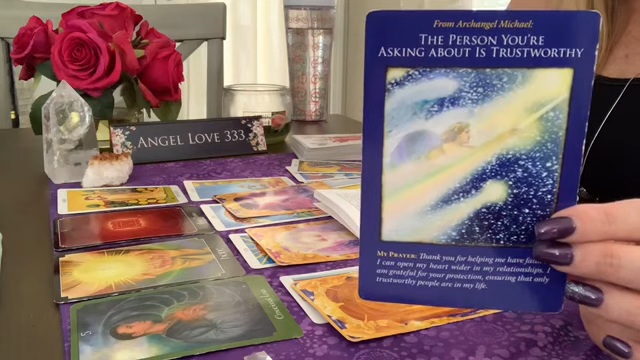 From Archangel Michael:
The Person You're
Asking about Is Trustworthy
My Prayer: Thank you for helping me have faith
I can open my heart wider in my relationships. I
am grateful for your protection, ensuring that only
trustworthy people are in my life.
Angel Love 333
5